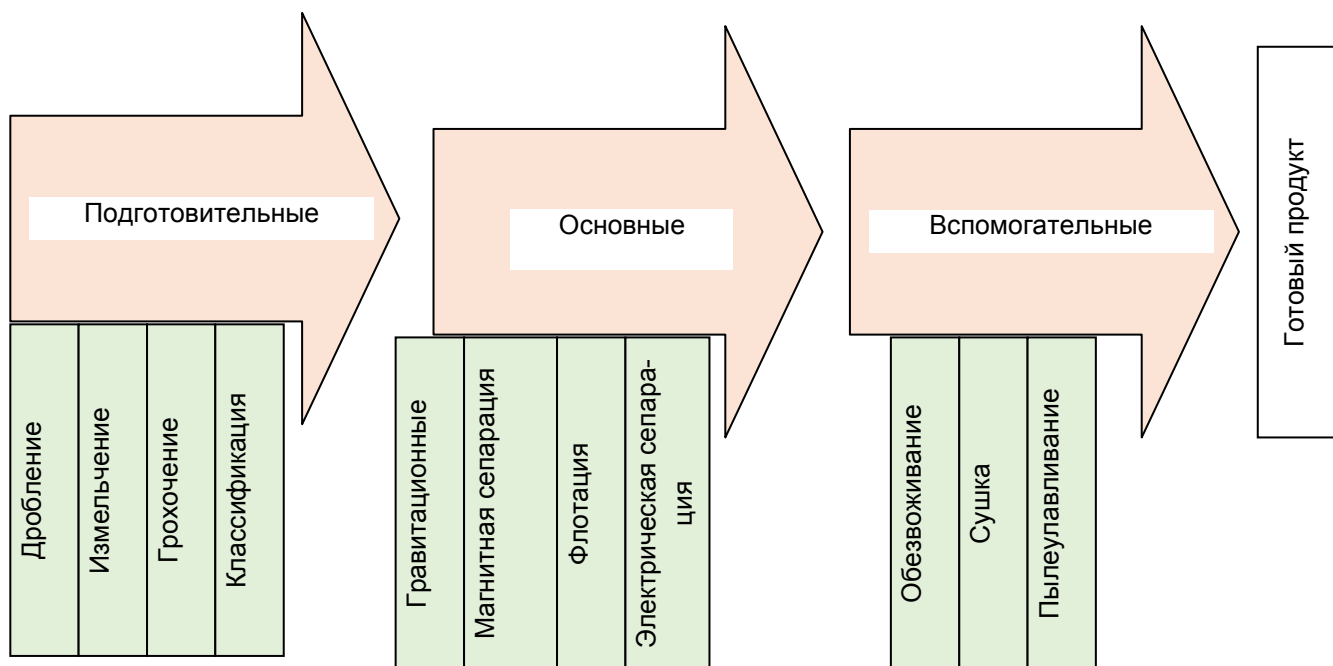 Подготовительные
Основные
Вспомогательные
Готовый продукт
Дробление
Измельчение
Грохочение
Классификация
Гравитационные
Магнитная сепарация
Флотация
Электрическая сепара-
ция
Обезвоживание
Сушка
Пылеулавливание